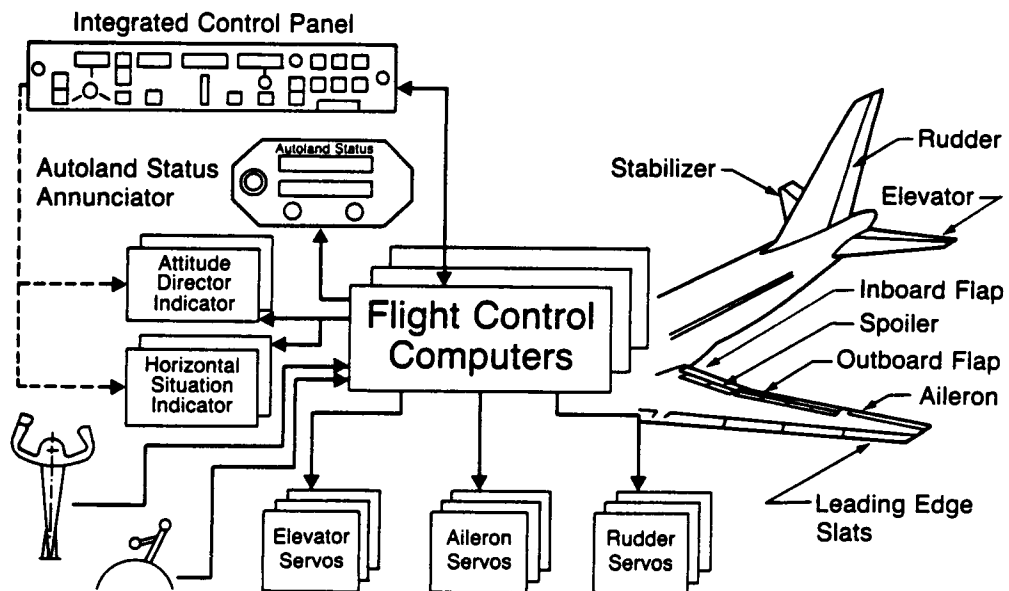 Integrated Control Panel
Autoland Status
Autoland Status
Annunciator
Attitude
Director
Indicator
Horizontal
Situation
Indicator
Flight Control
Computers
Elevator
Servos
Aileron
Servos
Rudder
Servos
Stabilizer
Rudder
Elevator
Inboard Flap
Spoiler
Outboard Flap
Aileron
Leading Edge
Slats